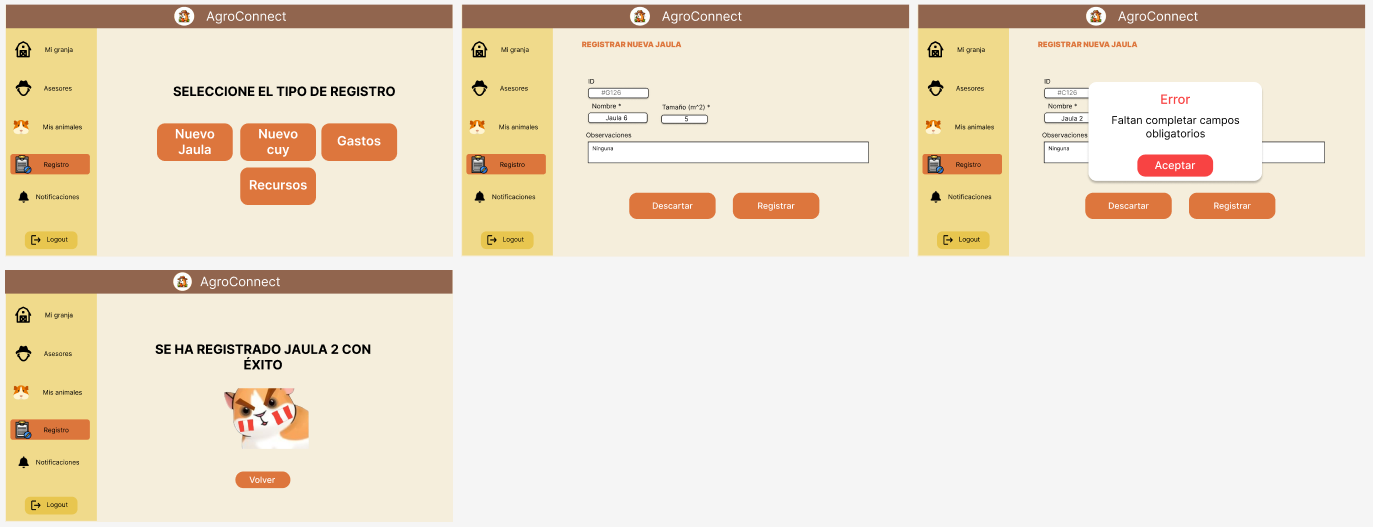 AgroConnect
Mi granja
Asesores
Mis animales
Registro
Notificaciones
Logout
SELECCIONE EL TIPO DE REGISTRO
Nuevo
Jaula
Nuevo
cuy
Gastos
Recursos
AgroConnect
Mi granja
Asesores
Mis animales
Registro
Notificaciones
Logout
REGISTRAR NUEVA JAULA
ID
#G126
Nombre *
Tamaño (m^2) *
Jaula 6
5
Observaciones
Ninguna
Descartar
Registrar
AgroConnect
Mi granja
Asesores
Mis animales
Registro
Notificaciones
Logout
REGISTRAR NUEVA JAULA
ID
#C126
Nombre *
Jaula 2
Observaciones
Ninguna
Error
Faltan completar campos
obligatorios
Aceptar
Descartar
Registrar
AgroConnect
Mi granja
Asesores
Mis animales
Registro
Notificaciones
Logout
SE HA REGISTRADO JAULA 2 CON
ÉXITO
Volver